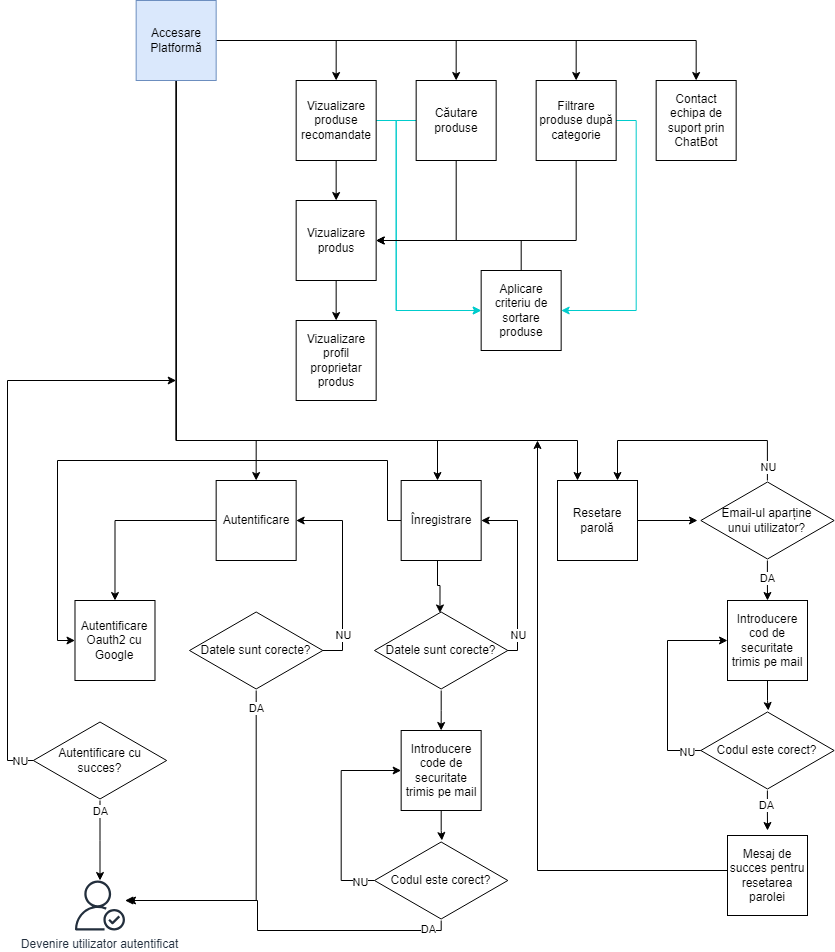 Accesare
Platformă
Vizualizare
produse
recomandate
Căutare
produse
Filtrare
produse după
categorie
Contact
echipa de
suport prin
ChatBot
Vizualizare
produs
Aplicare
criteriu de
sortare
produse
Vizualizare
profil
proprietar
produs
Autentificare
Înregistrare
Resetare
parolă
NU
Email-ul aparține
unui utilizator?
DA
Autentificare
Oauth2 cu
Google
Datele sunt corecte?
NU
Datele sunt corecte?
NU
Introducere
cod de
securitate
trimis pe mail
DA
Autentificare cu
succes?
NU
DA
Introducere
code de
securitate
trimis pe mail
Codul este corect?
NU
DA
Codul este corect?
NU
DA
Mesaj de
succes pentru
resetarea
parolei
Devenire utilizator autentificat